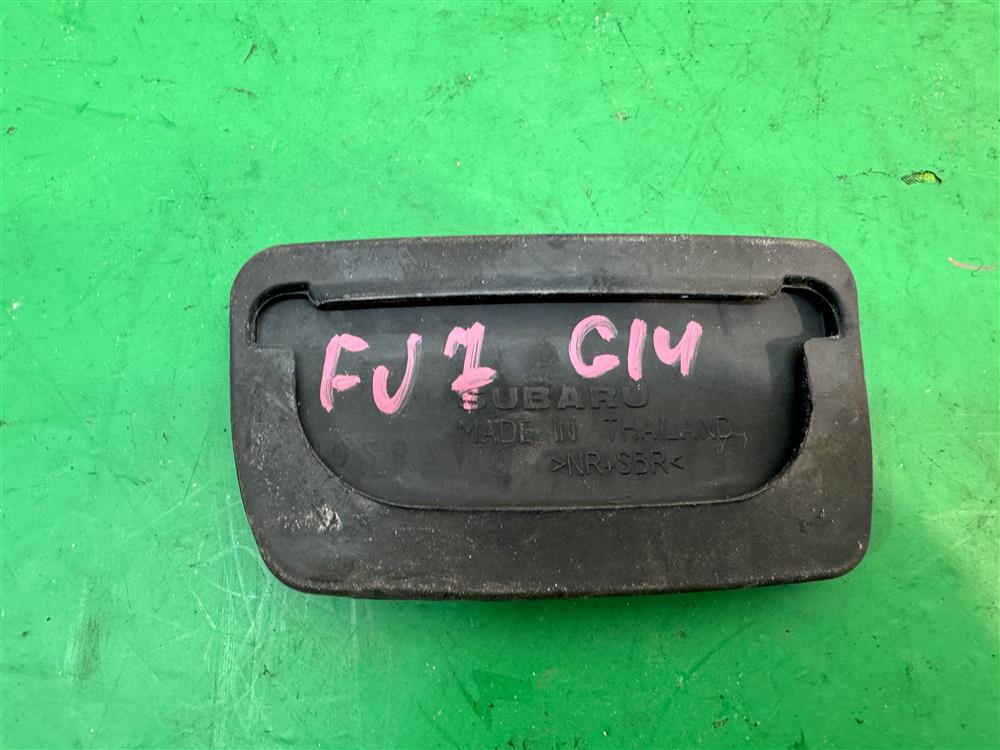 FJ7 G14
SUBARU
MADE IN THAILAND
>NR+SBR<